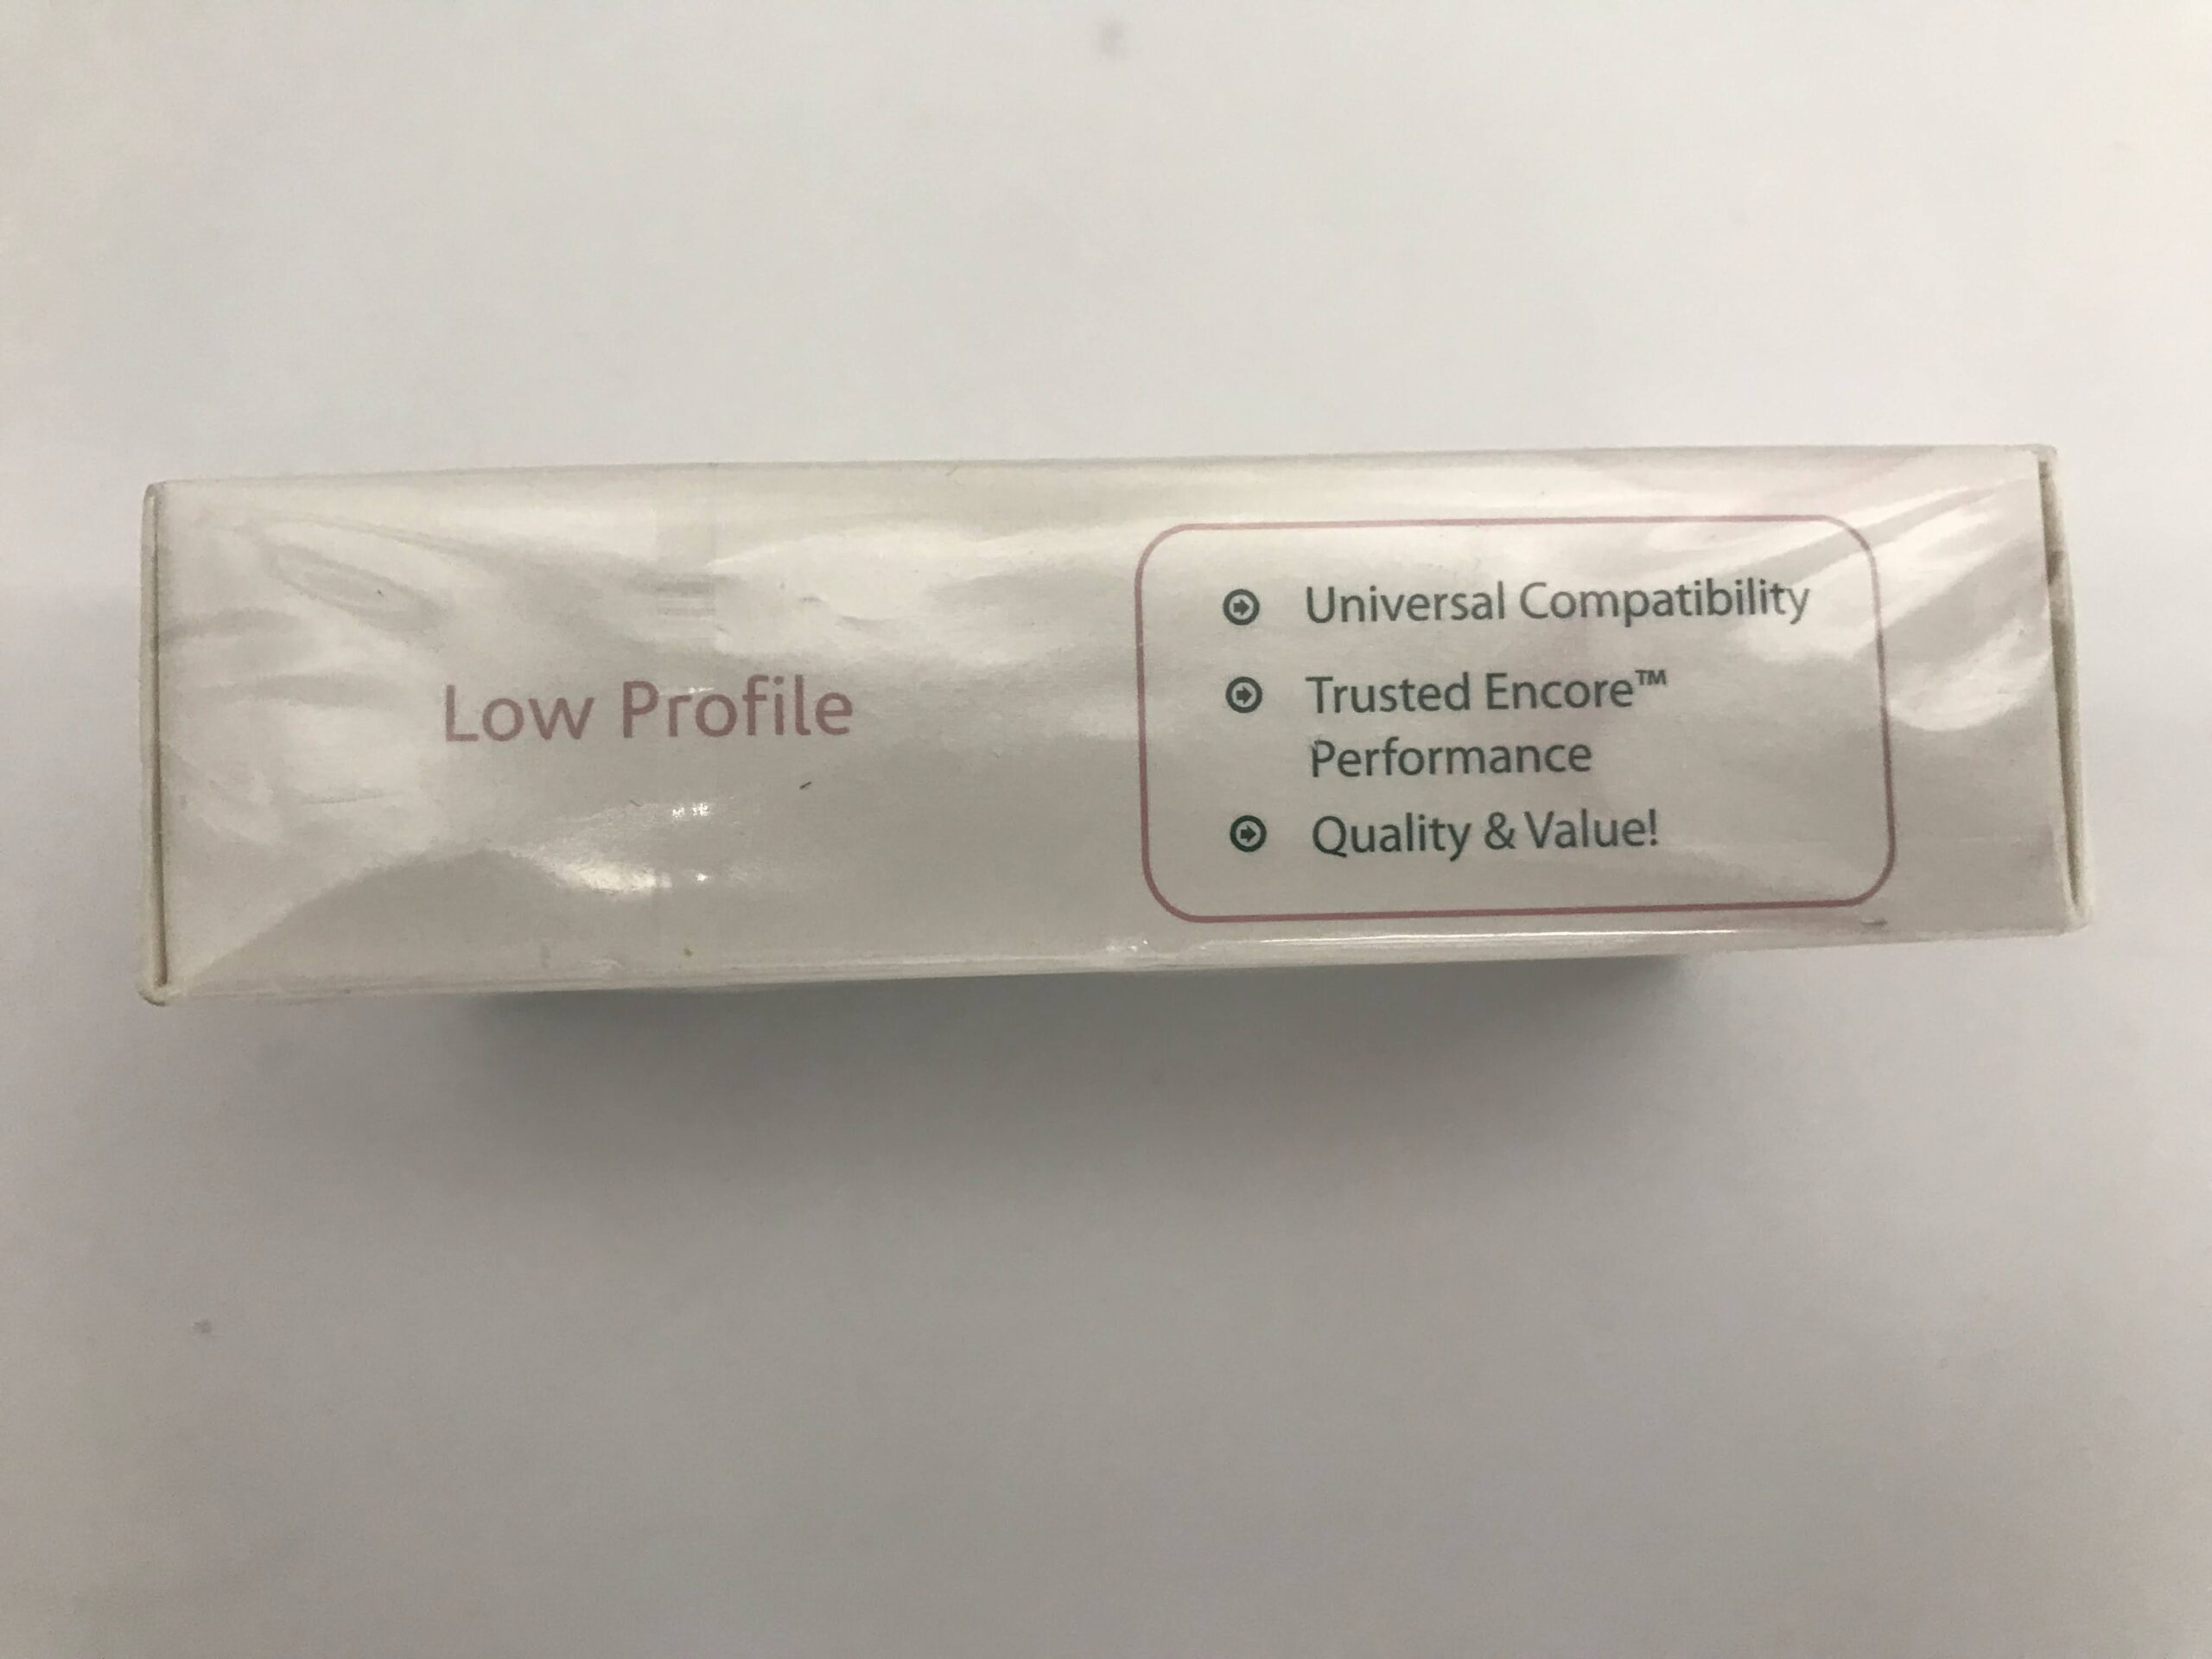 Low Profile
Universal Compatibility
Trusted Encore™
Performance
Quality & Value!